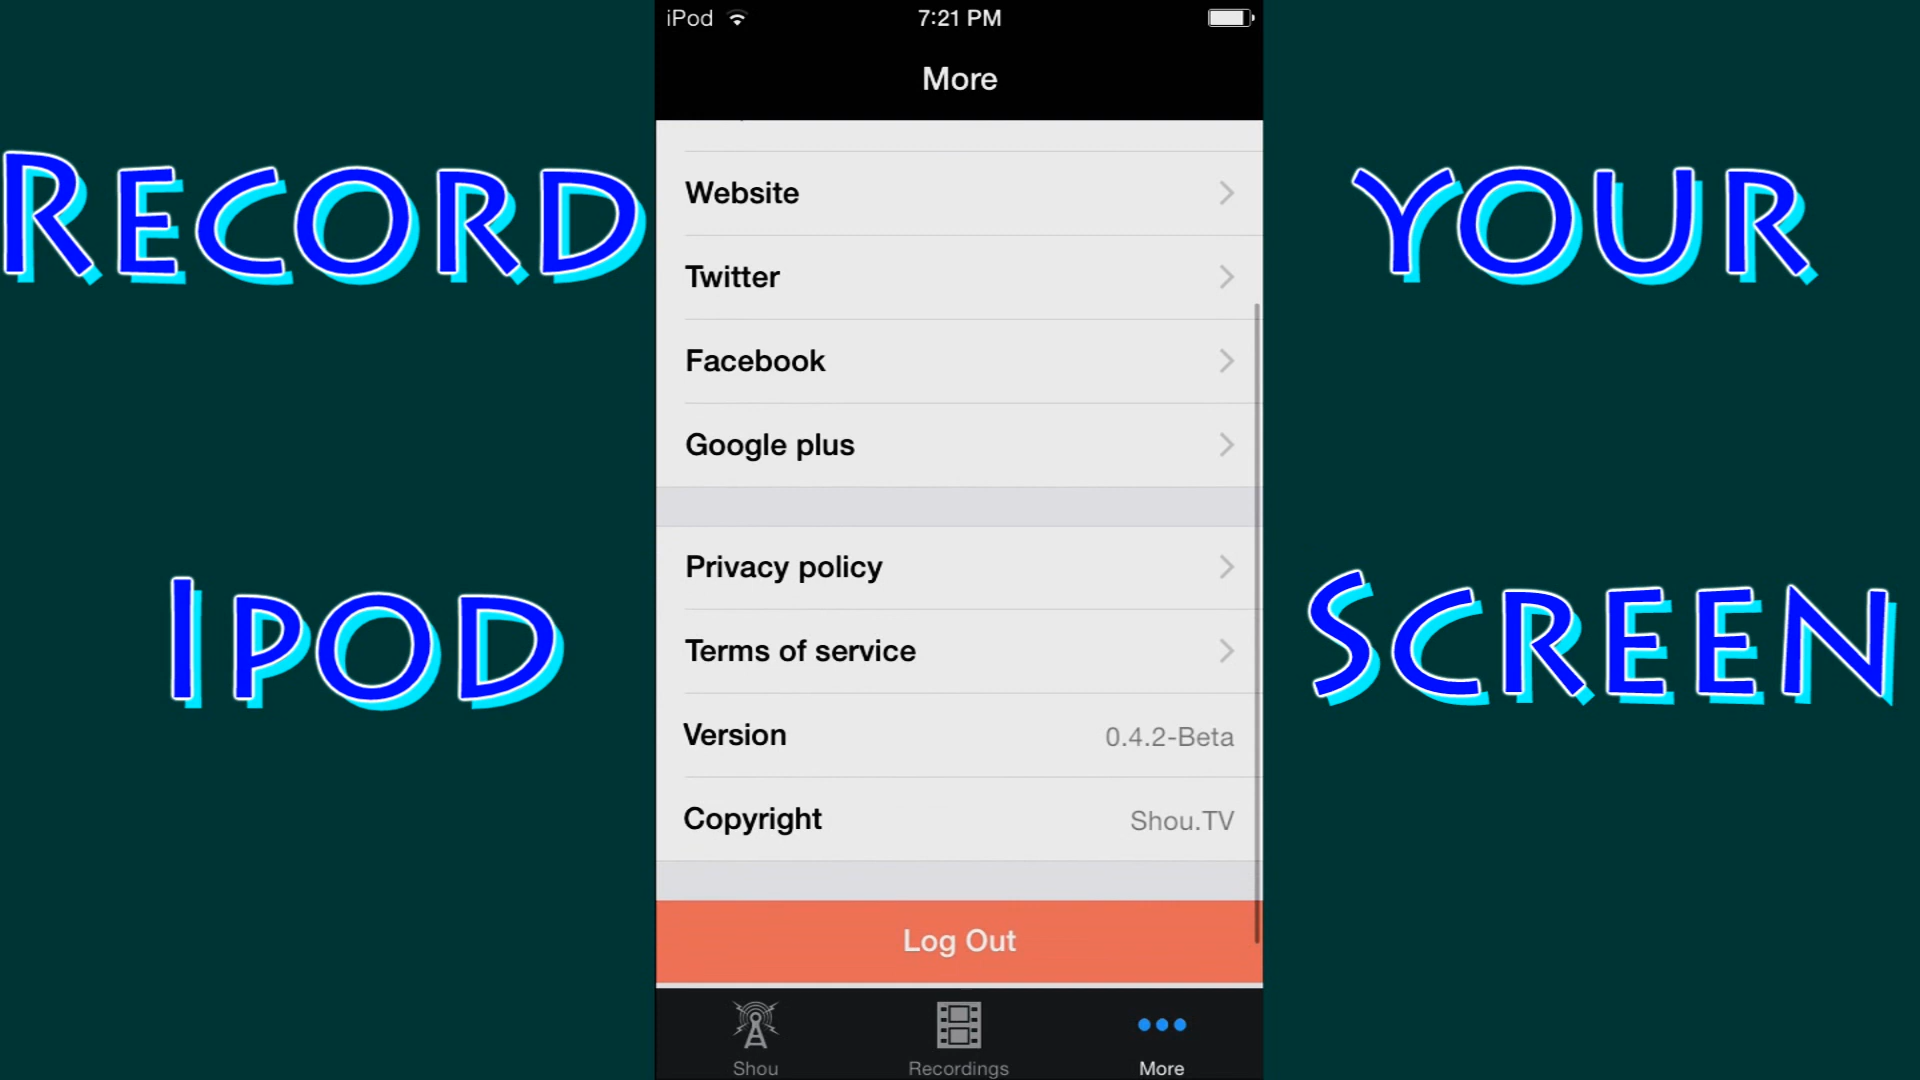 iPod 7:21 PM
More
RECORD
YOUR
Website
Twitter
Facebook
Google plus
Privacy policy
IPOD
SCREEN
Terms of service
Version 0.4.2-Beta
Copyright Shou.TV
Log Out
Shou Recordings More